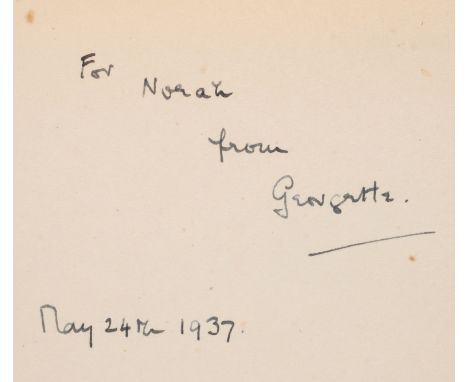 For
Norah
from
Georgette.
May 24th 1937.